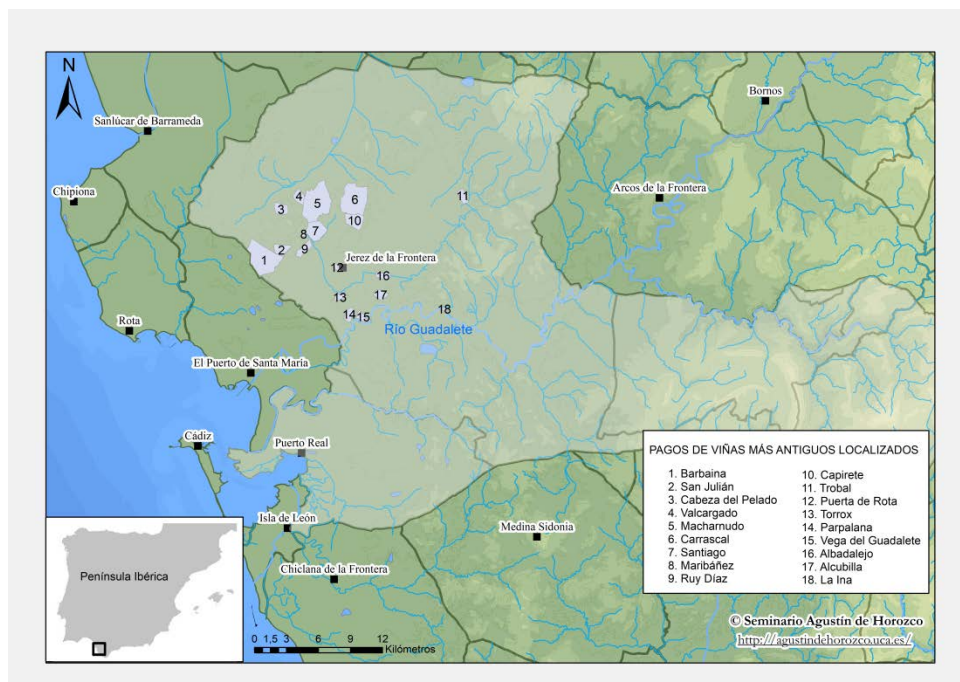 N
Bornos
Sanlúcar de Barrameda
Chipiona
Arcos de la Frontera
4
3
5
6
11
10
8
7
2
9
1
Jerez de la Frontera
12
16
13
17
14
15
18
Río Guadalete
Rota
El Puerto de Santa María
Cádiz
Puerto Real
Isla de León
Medina Sidonia
Chiclana de la Frontera
PAGOS DE VIÑAS MÁS ANTIGUOS LOCALIZADOS
1. Barbaina
2. San Julián
3. Cabeza del Pelado
4. Valcargado
5. Macharnudo
6. Carrascal
7. Santiago
8. Maribáñez
9. Ruy Díaz
10. Capirete
11. Trobal
12. Puerta de Rota
13. Torrox
14. Parpalana
15. Vega del Guadalete
16. Albadalejo
17. Alcubilla
18. La Ina
Península Ibérica
0 1,5 3 6 9 12
Kilómetros
© Seminario Agustín de Horozco
http://agustindehorozco.uca.es/